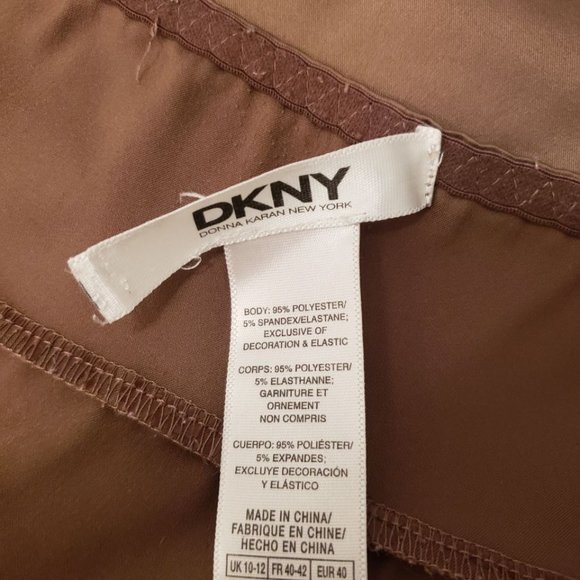 DKNY
DONNA KARAN NEW YORK
BODY: 95% POLYESTER/
5% SPANDEX/ELASTANE;
EXCLUSIVE OF
DECORATION & ELASTIC
CORPS: 95% POLYESTER/
5% ELASTHANNE;
GARNITURE ET
ORNEMENT
NON COMPRIS
CUERPO: 95% POLIÉSTER/
5% EXPANDES;
EXCLUYE DECORACIÓN
Y ELÁSTICO
MADE IN CHINA/
FABRIQUE EN CHINE/
HECHO EN CHINA
UK 10-12 FR 40-42 EUR 40